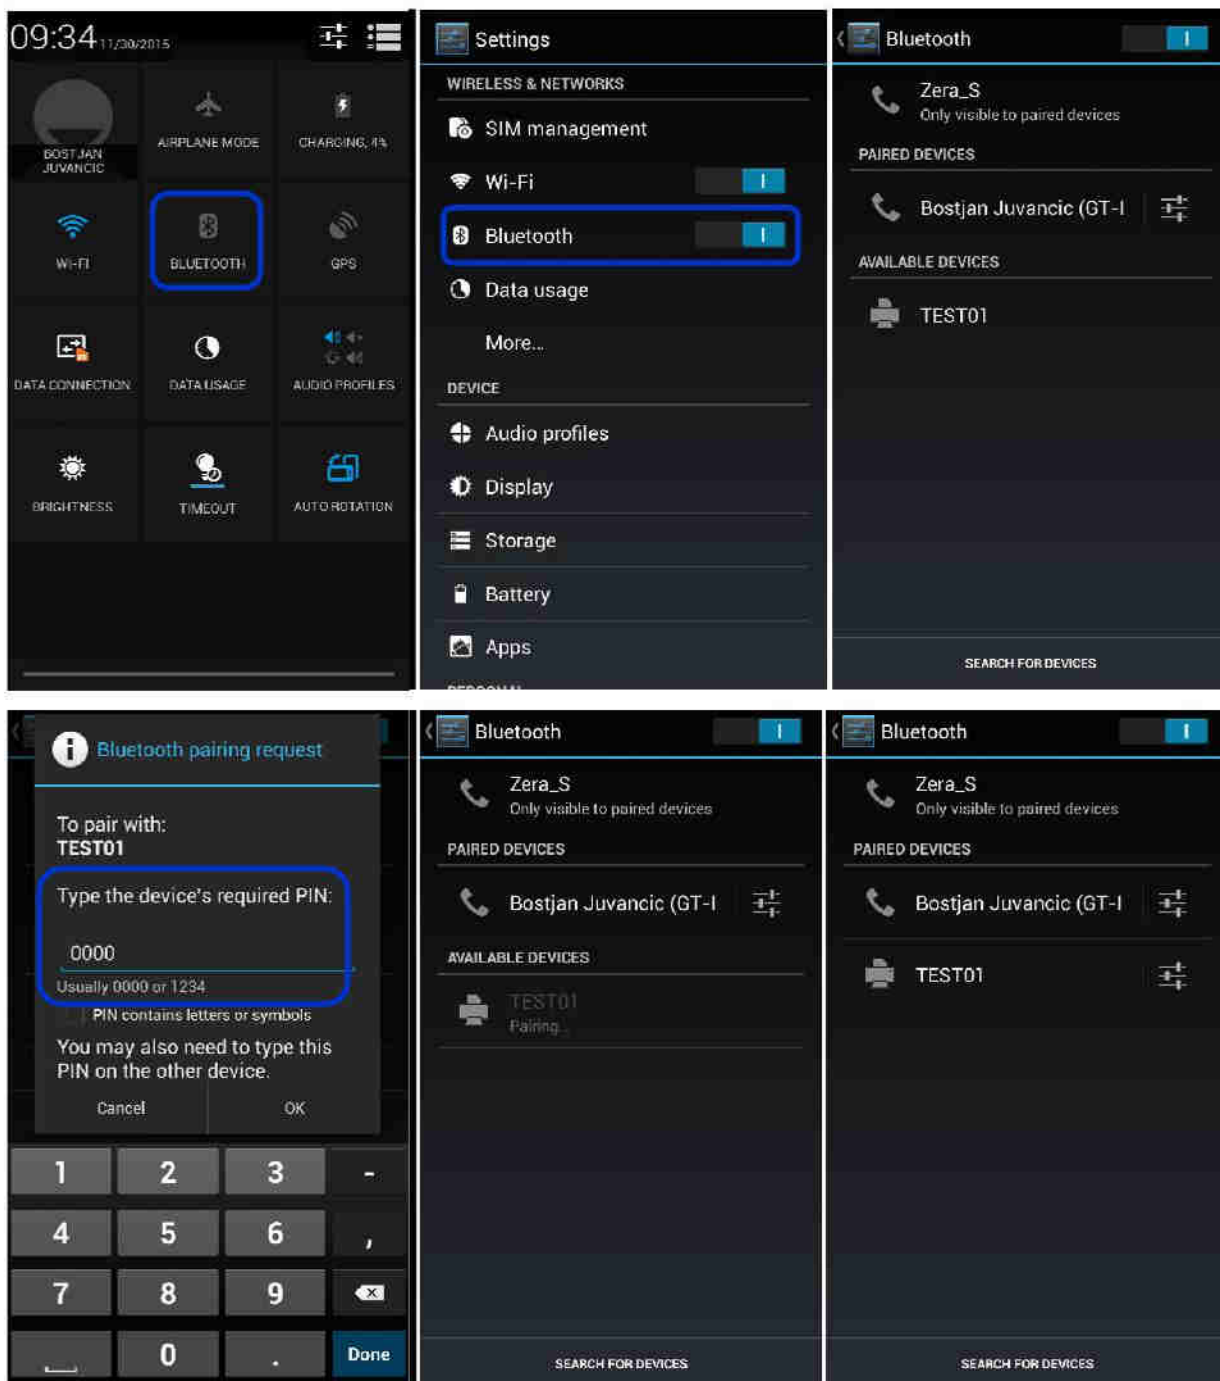 09:34 11/30/2015
BOSTJAN
JUVANCIC
AIRPLANE MODE
CHARGING, 4%
WI-FI
BLUETOOTH
GPS
DATA CONNECTION
DATA USAGE
AUDIO PROFILES
BRIGHTNESS
TIMEOUT
AUTO ROTATION
Settings
WIRELESS & NETWORKS
SIM management
Wi-Fi
Bluetooth
Data usage
More...
DEVICE
Audio profiles
Display
Storage
Battery
Apps
PERSONAL
Bluetooth
Zera_S
Only visible to paired devices
PAIRED DEVICES
Bostjan Juvancic (GT-I
AVAILABLE DEVICES
TEST01
SEARCH FOR DEVICES
Bluetooth pairing request
To pair with:
TEST01
Type the device's required PIN:
0000
Usually 0000 or 1234
PIN contains letters or symbols
You may also need to type this
PIN on the other device.
Cancel OK
1 2 3 -
4 5 6 ,
7 8 9
0 . Done
Bluetooth
Zera_S
Only visible to paired devices
PAIRED DEVICES
Bostjan Juvancic (GT-I
AVAILABLE DEVICES
TEST01
Pairing...
SEARCH FOR DEVICES
Bluetooth
Zera_S
Only visible to paired devices
PAIRED DEVICES
Bostjan Juvancic (GT-I
TEST01
SEARCH FOR DEVICES